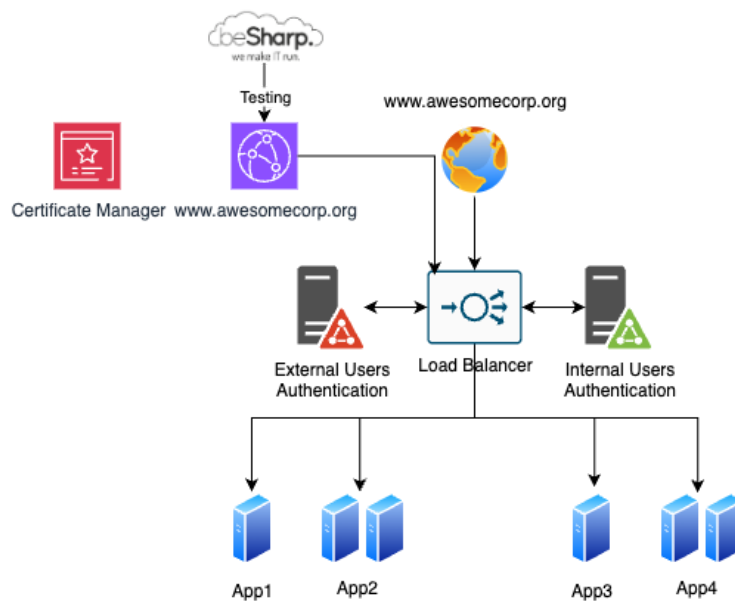 beSharp.
we make IT run.
Testing
www.awesomecorp.org
Certificate Manager
www.awesomecorp.org
External Users
Authentication
Load Balancer
Internal Users
Authentication
App1
App2
App3
App4